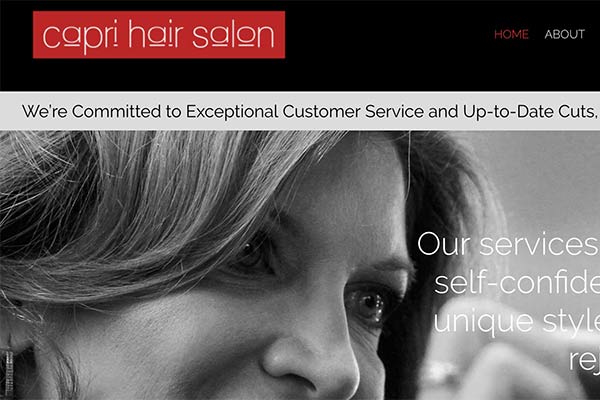 capri hair salon
HOME ABOUT
We're Committed to Exceptional Customer Service and Up-to-Date Cuts,
Our services
self-confide
unique style
rej